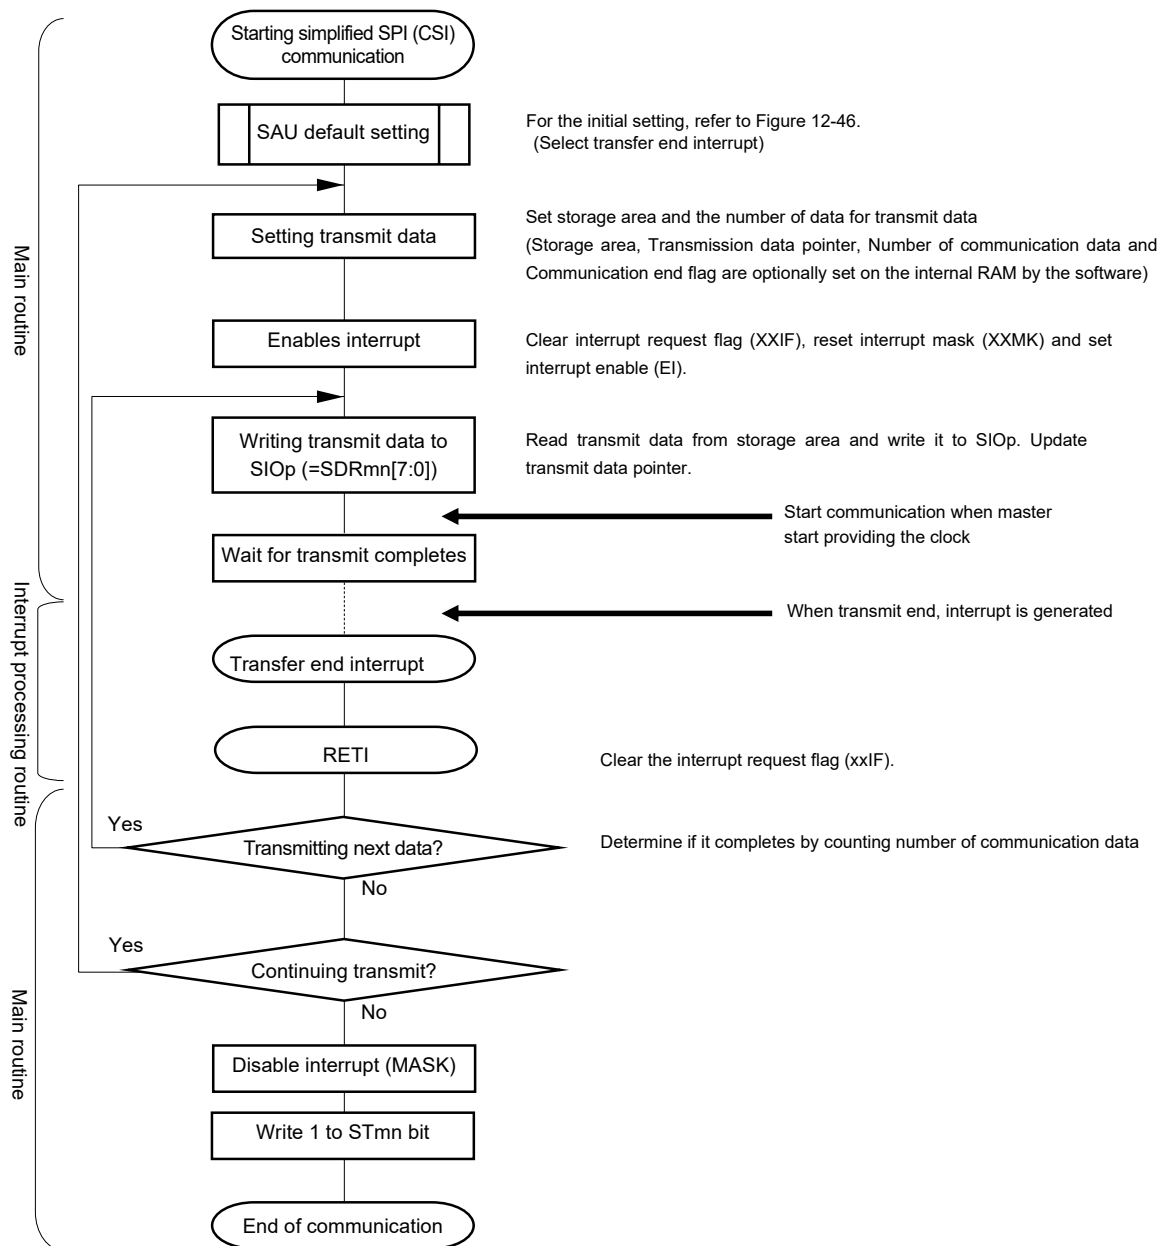 Starting simplified SPI (CSI)
communication
SAU default setting
For the initial setting, refer to Figure 12-46.
(Select transfer end interrupt)
Main routine
Setting transmit data
Set storage area and the number of data for transmit data
(Storage area, Transmission data pointer, Number of communication data and
Communication end flag are optionally set on the internal RAM by the software)
Enables interrupt
Clear interrupt request flag (XXIF), reset interrupt mask (XXMK) and set
interrupt enable (EI).
Writing transmit data to
SIOp (=SDRmn[7:0])
Read transmit data from storage area and write it to SIOp. Update
transmit data pointer.
Start communication when master
start providing the clock
Wait for transmit completes
Interrupt processing routine
When transmit end, interrupt is generated
Transfer end interrupt
RETI
Clear the interrupt request flag (xxIF).
Yes
Transmitting next data?
Determine if it completes by counting number of communication data
No
Yes
Continuing transmit?
No
Main routine
Disable interrupt (MASK)
Write 1 to STmn bit
End of communication